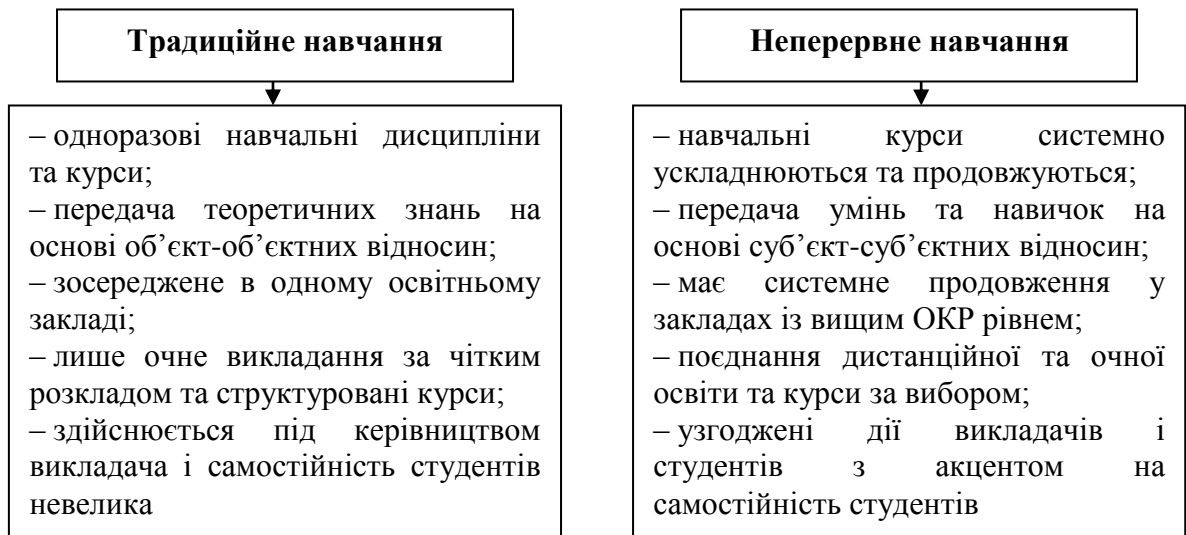 Традиційне навчання
– одноразові навчальні дисципліни
та курси;
– передача теоретичних знань на
основі об’єкт-об’єктних відносин;
– зосереджене в одному освітньому
закладі;
– лише очне викладання за чітким
розкладом та структуровані курси;
– здійснюється під керівництвом
викладача і самостійність студентів
невелика
Неперервне навчання
– навчальні курси системно
ускладнюються та продовжуються;
– передача умінь та навичок на
основі суб’єкт-суб’єктних відносин;
– має системне продовження у
закладах із вищим ОКР рівнем;
– поєднання дистанційної та очної
освіти та курси за вибором;
– узгоджені дії викладачів і
студентів з акцентом на
самостійність студентів